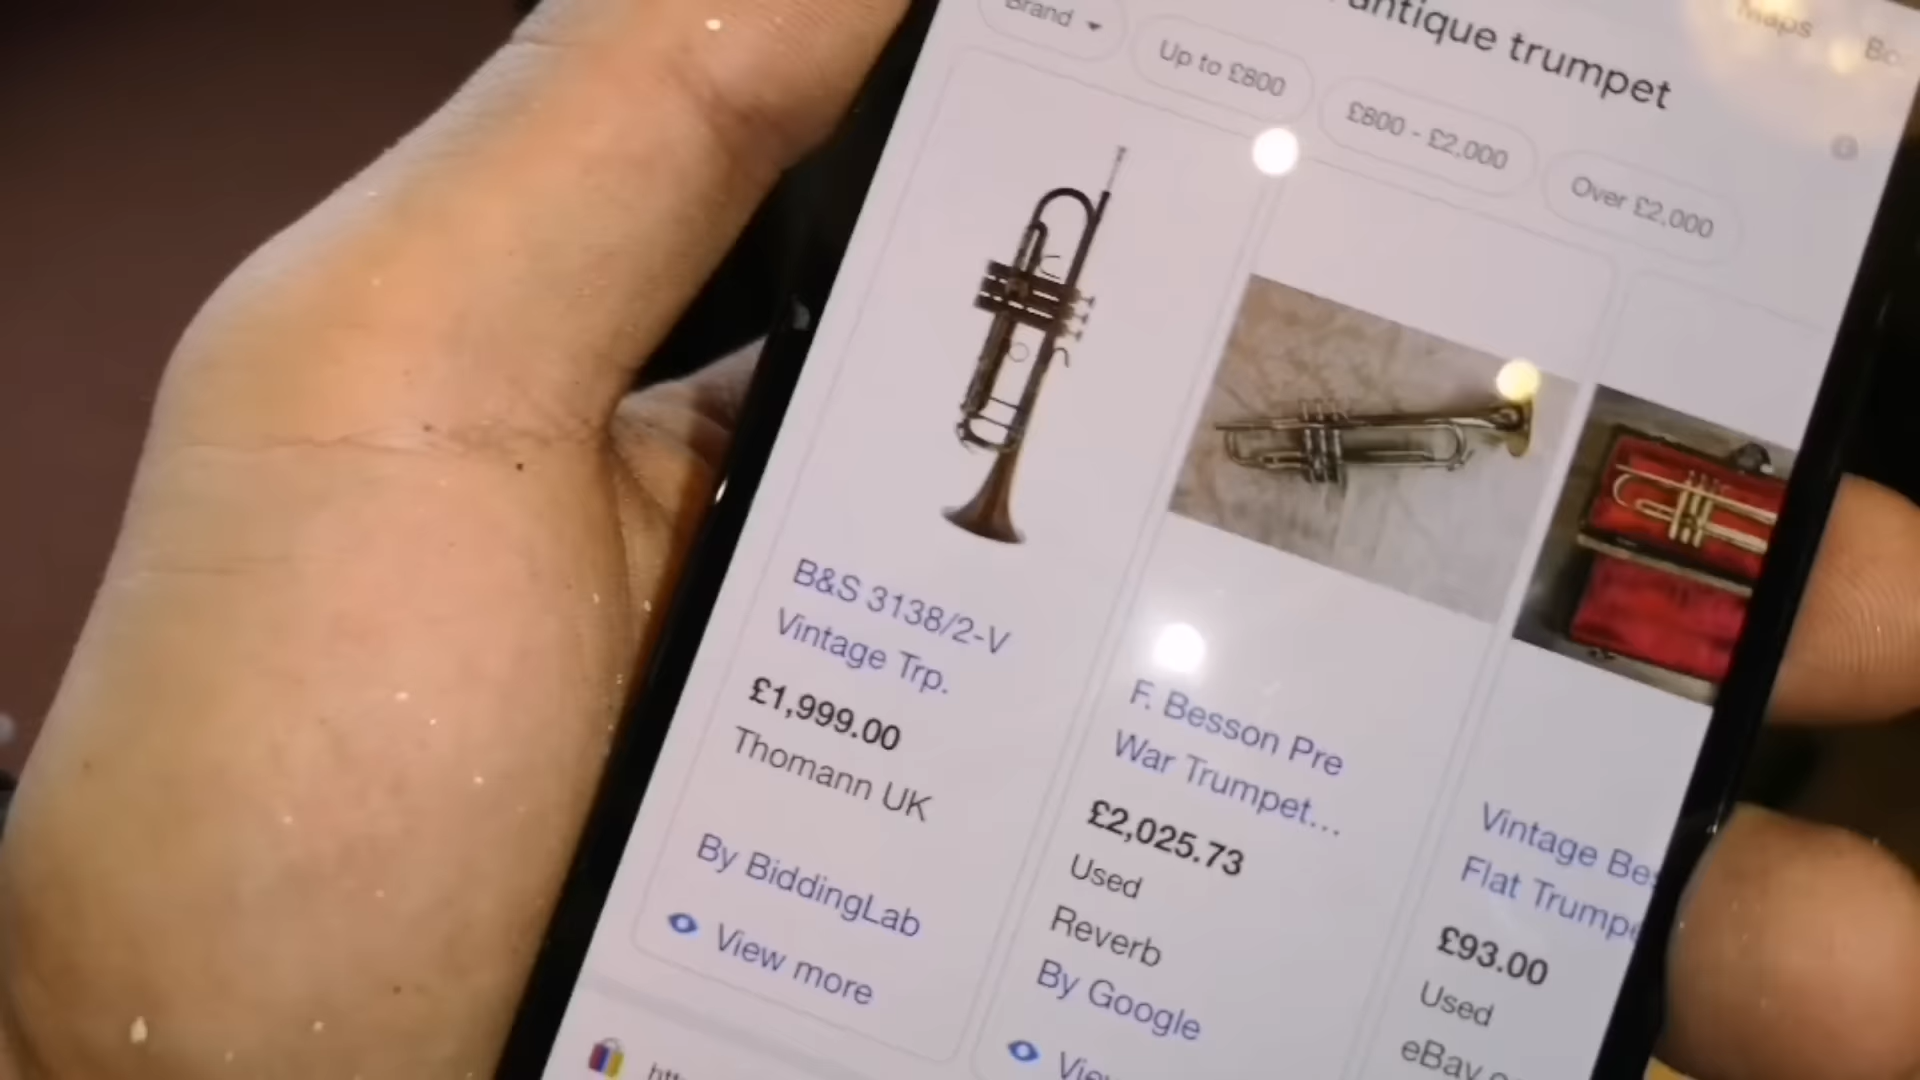 Maps
antique trumpet
Brand
Up to £800
£800 - £2,000
Over £2,000
B&S 3138/2-V
Vintage Trp.
£1,999.00
Thomann UK
By BiddingLab
View more
F. Besson Pre
War Trumpet...
£2,025.73
Used
Reverb
By Google
Vintage
Flat
£93.00
Used
eBay